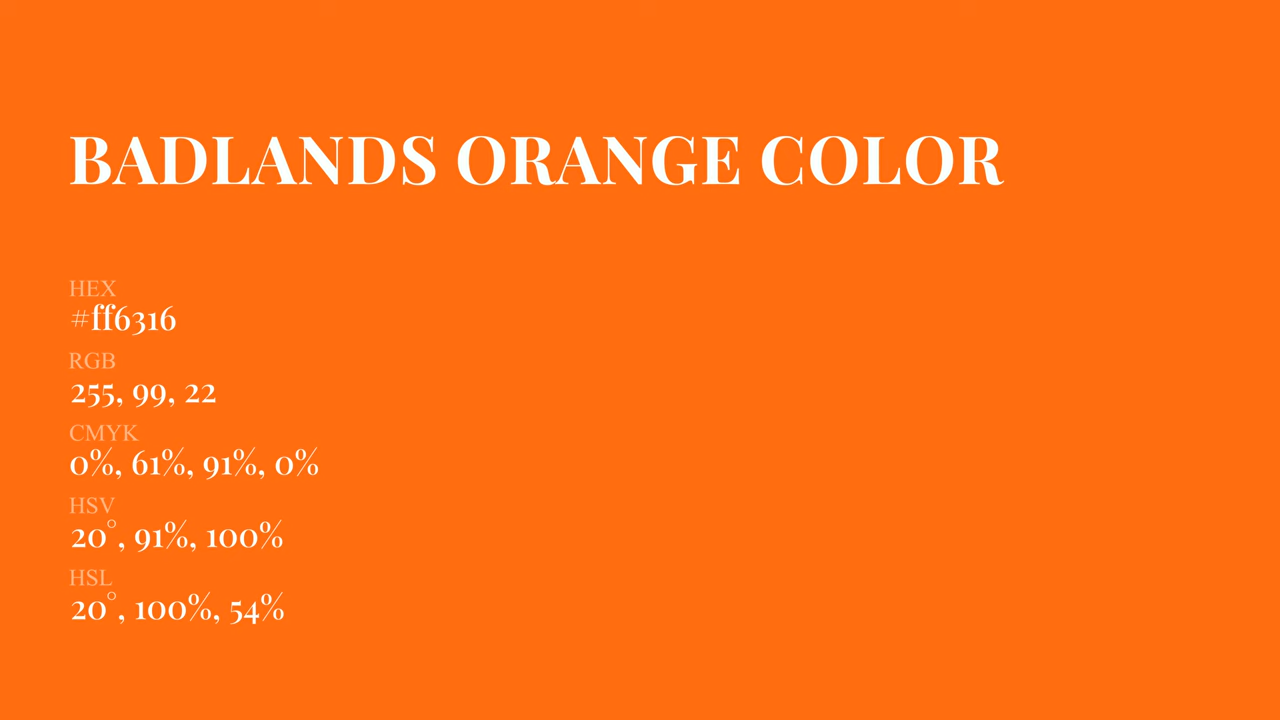 BADLANDS ORANGE COLOR
HEX
#ff6316
RGB
255, 99, 22
CMYK
0%, 61%, 91%, 0%
HSV
20°, 91%, 100%
HSL
20°, 100%, 54%